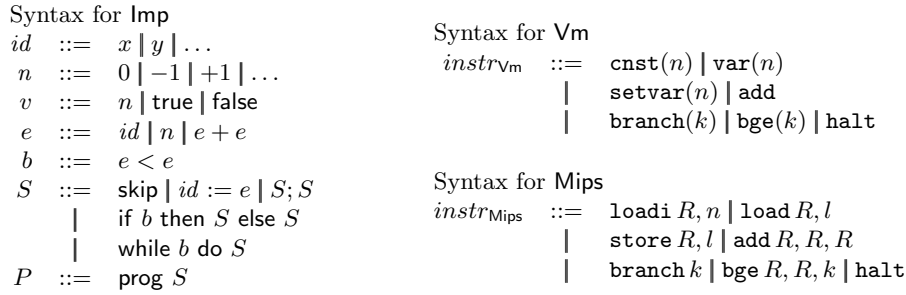 Syntax for Imp
id ::= x | y | . . .
n ::= 0 | −1 | +1 | . . .
v ::= n | true | false
e ::= id | n | e + e
b ::= e < e
S ::= skip | id := e | S; S
| if b then S else S
| while b do S
P ::= prog S
Syntax for Vm
instr_Vm ::= cnst(n) | var(n)
| setvar(n) | add
| branch(k) | bge(k) | halt
Syntax for Mips
instr_Mips ::= loadi R, n | load R, l
| store R, l | add R, R, R
| branch k | bge R, R, k | halt